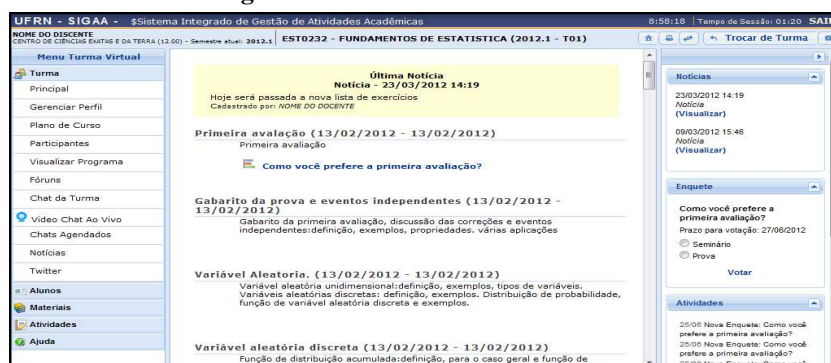 UFRN - SIGAA - $Sistema Integrado de Gestão de Atividades Acadêmicas
8:58:18 | Tempo de Sessão: 01:20 SAIR
NOME DO DISCENTE
CENTRO DE CIÊNCIAS EXATAS E DA TERRA (12.00) - Semestre atual: 2012.1
EST0232 - FUNDAMENTOS DE ESTATISTICA (2012.1 - T01)
Trocar de Turma
Menu Turma Virtual
Turma
Principal
Gerenciar Perfil
Plano de Curso
Participantes
Visualizar Programa
Fóruns
Chat da Turma
Video Chat Ao Vivo
Chats Agendados
Notícias
Twitter
Alunos
Materiais
Atividades
Ajuda
Última Notícia
Notícia - 23/03/2012 14:19
Hoje será passada a nova lista de exercícios
Cadastrado por: NOME DO DOCENTE
Primeira avalação (13/02/2012 - 13/02/2012)
Primeira avaliação
Como você prefere a primeira avaliação?
Gabarito da prova e eventos independentes (13/02/2012 -
13/02/2012)
Gabarito da primeira avaliação, discussão das correções e eventos
independentes:definição, exemplos, propriedades. várias aplicações
Variável Aleatoria. (13/02/2012 - 13/02/2012)
Variável aleatória unidimensional:definição, exemplos, tipos de variáveis.
Variáveis aleatórias discretas: definição, exemplos. Distribuição de probabilidade,
função de variável aleatória discreta e exemplos.
Variável aleatória discreta (13/02/2012 - 13/02/2012)
Função de distribuição acumulada:definição, para o caso geral e função de
Notícias
23/03/2012 14:19
Notícia
(Visualizar)
09/03/2012 15:46
Notícia
(Visualizar)
Enquete
Como você prefere a
primeira avaliação?
Prazo para votação: 27/06/2012
Seminário
Prova
Votar
Atividades
25/06 Nova Enquete: Como você
prefere a primeira avaliação?
25/06 Nova Enquete: Como você
prefere a primeira avaliação?